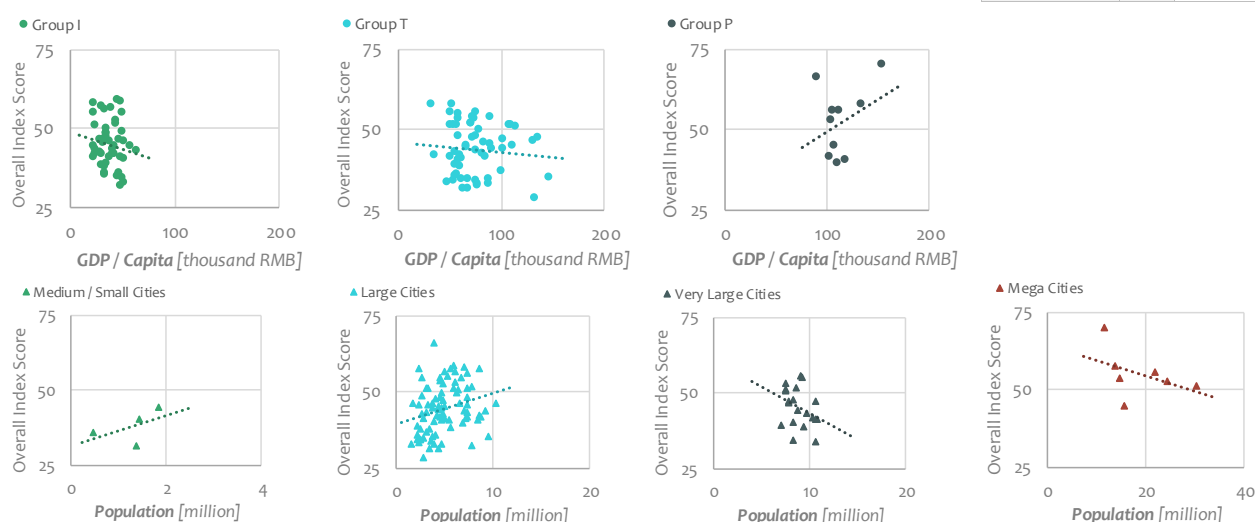 Group I
75
50
25
Overall Index Score
0 100 200
GDP / Capita [thousand RMB]
Group T
75
50
25
Overall Index Score
0 100 200
GDP / Capita [thousand RMB]
Group P
75
50
25
Overall Index Score
0 100 200
GDP / Capita [thousand RMB]
Medium / Small Cities
75
50
25
Overall Index Score
0 2 4
Population [million]
Large Cities
75
50
25
Overall Index Score
0 10 20
Population [million]
Very Large Cities
75
50
25
Overall Index Score
0 10 20
Population [million]
Mega Cities
75
50
25
Overall Index Score
0 20 40
Population [million]